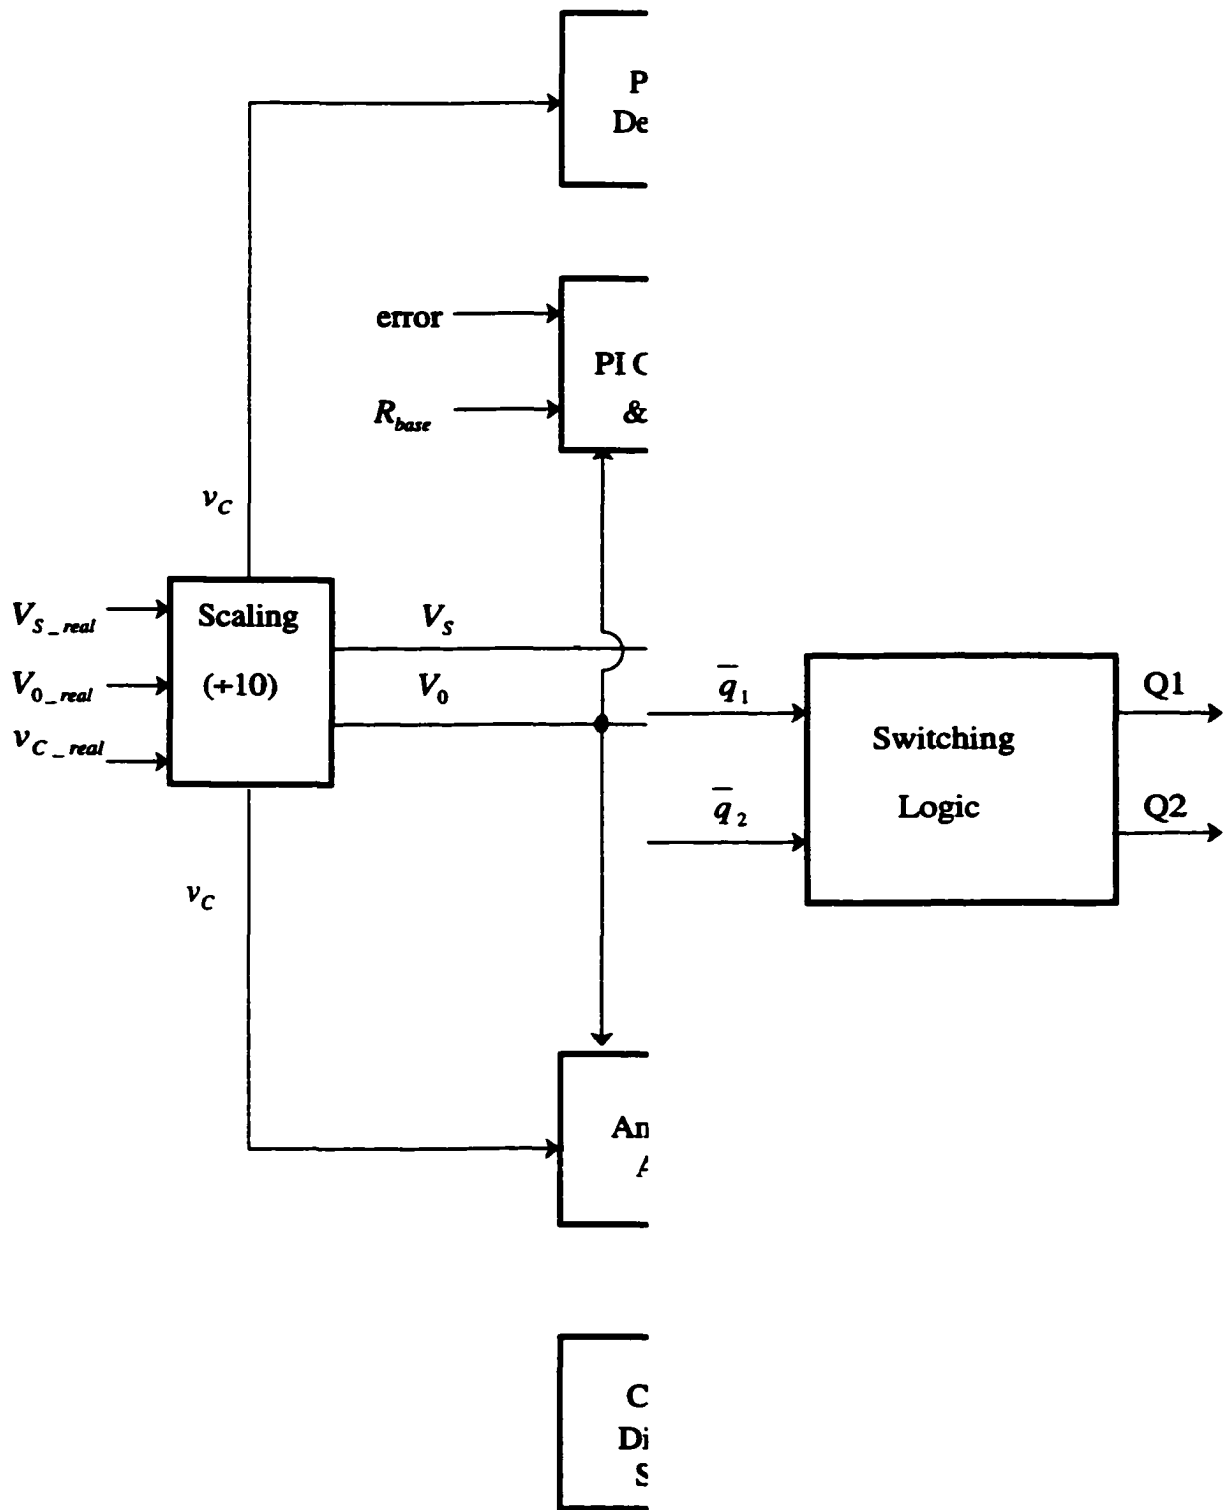 P
De
error
PI C
&
R_base
v_C
V_S_real
Scaling
V_S
V_0_real
(+10)
V_0
v_C_real
q̅_1
Q1
Switching
Logic
q̅_2
Q2
v_C
An
A
C
Di
S